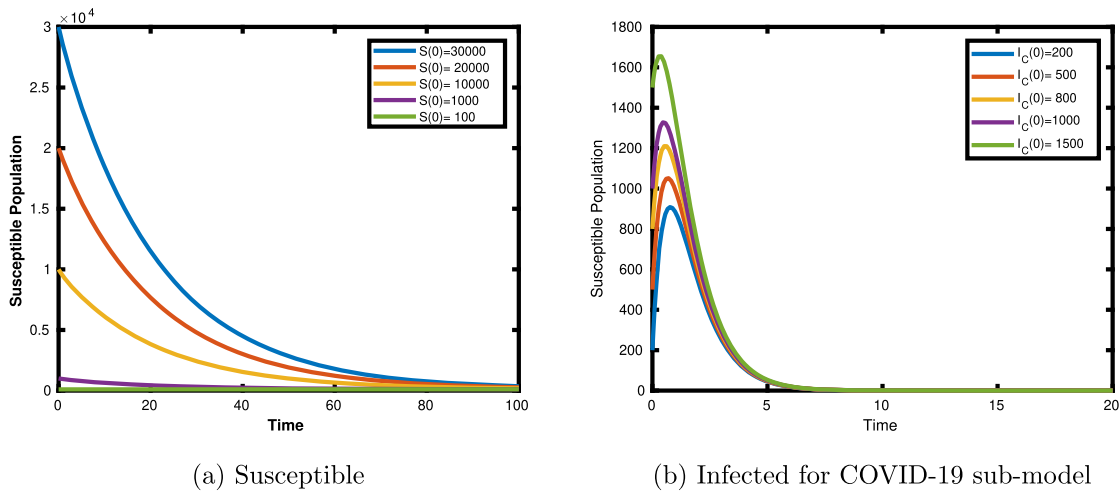 ×10^4
3
2.5
2
1.5
1
0.5
0
Susceptible Population
0 20 40 60 80 100
Time
S(0)=30000
S(0)= 20000
S(0)= 10000
S(0)=1000
S(0)= 100
(a) Susceptible
1800
1600
1400
1200
1000
800
600
400
200
0
Susceptible Population
0 5 10 15 20
Time
I_C(0)=200
I_C(0)= 500
I_C(0)= 800
I_C(0)=1000
I_C(0)= 1500
(b) Infected for COVID-19 sub-model